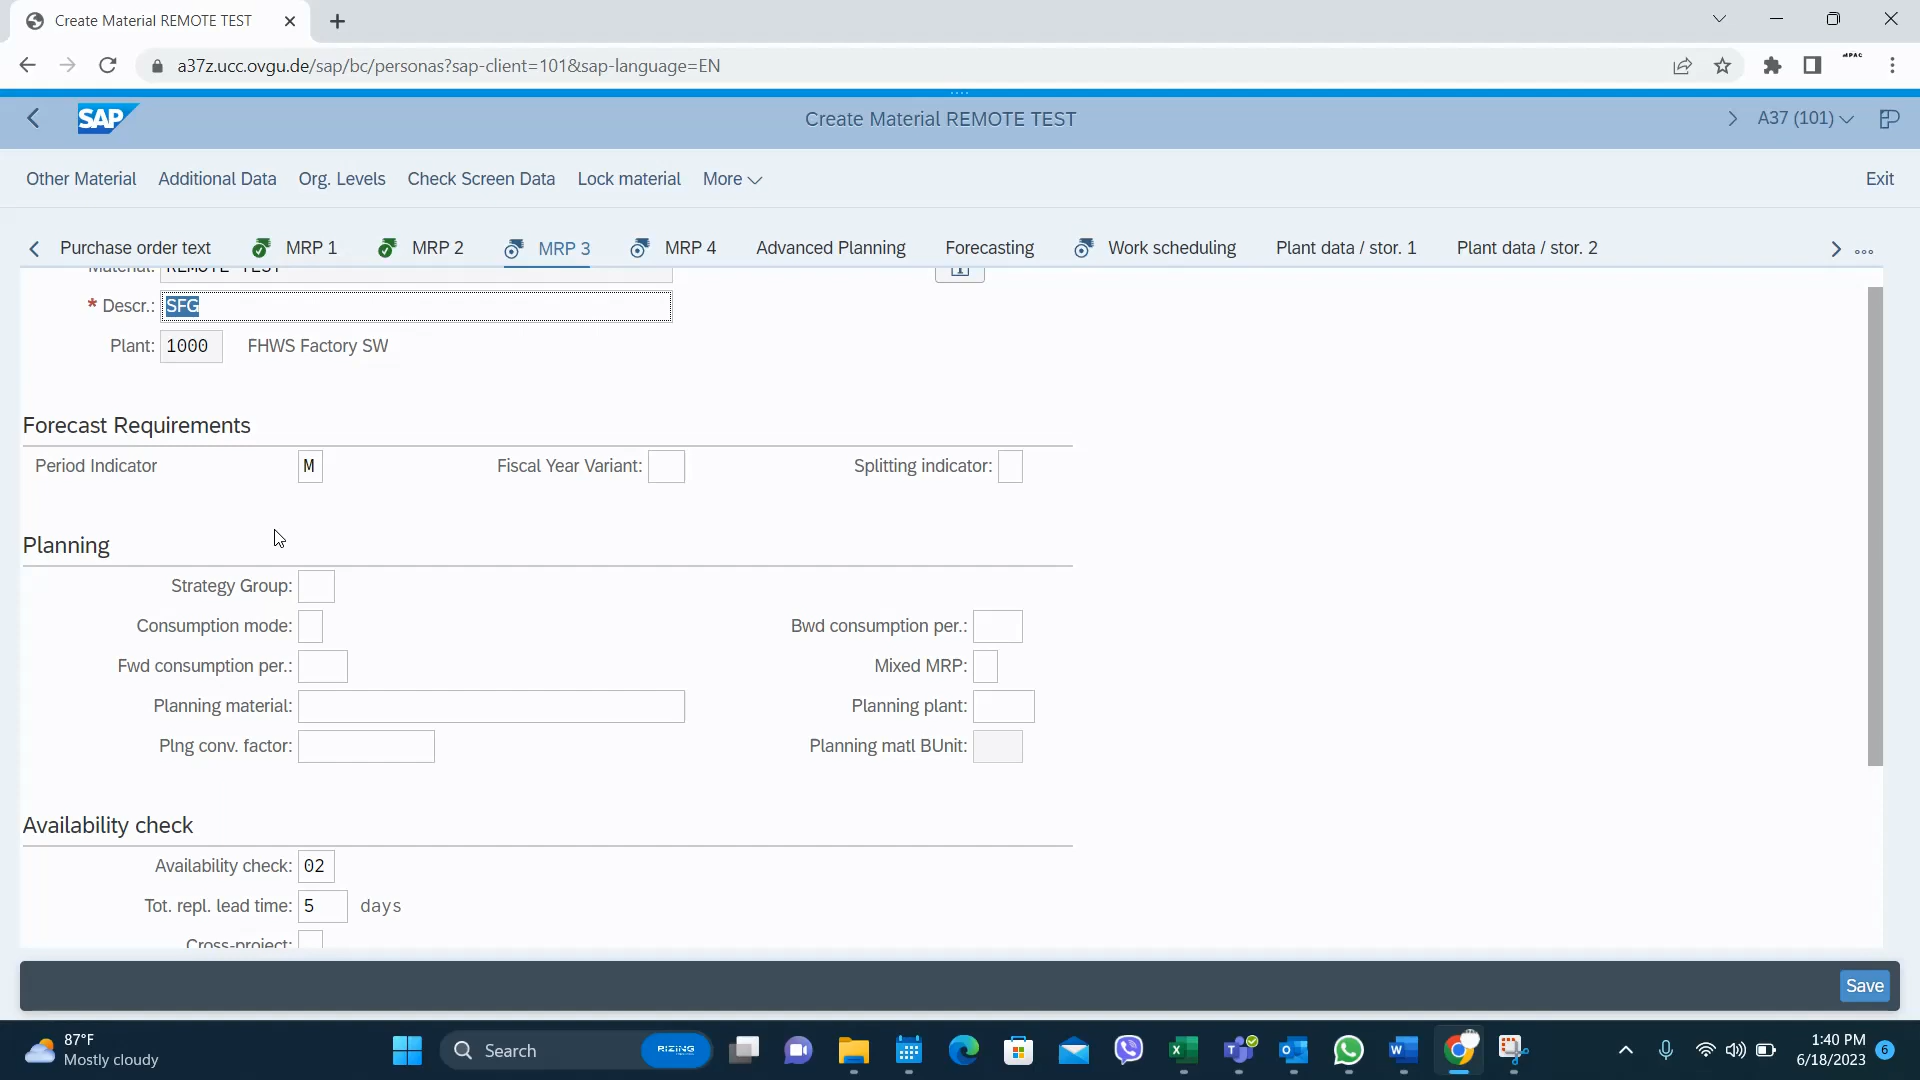 Create Material REMOTE TEST
a37z.ucc.ovgu.de/sap/bc/personas?sap-client=101&sap-language=EN
SAP
Create Material REMOTE TEST
A37 (101)
Other Material Additional Data Org. Levels Check Screen Data Lock material More Exit
Purchase order text MRP 1 MRP 2 MRP 3 MRP 4 Advanced Planning Forecasting Work scheduling Plant data / stor. 1 Plant data / stor. 2
Material: REMOTE TEST
* Descr.: SFG
Plant: 1000 FHWS Factory SW
Forecast Requirements
Period Indicator M Fiscal Year Variant: Splitting indicator:
Planning
Strategy Group:
Consumption mode: Bwd consumption per.:
Fwd consumption per.: Mixed MRP:
Planning material: Planning plant:
Plng conv. factor: Planning matl BUnit:
Availability check
Availability check: 02
Tot. repl. lead time: 5 days
Cross-project:
Save
87°F
Mostly cloudy
Search
RIZING
1:40 PM
6/18/2023
6